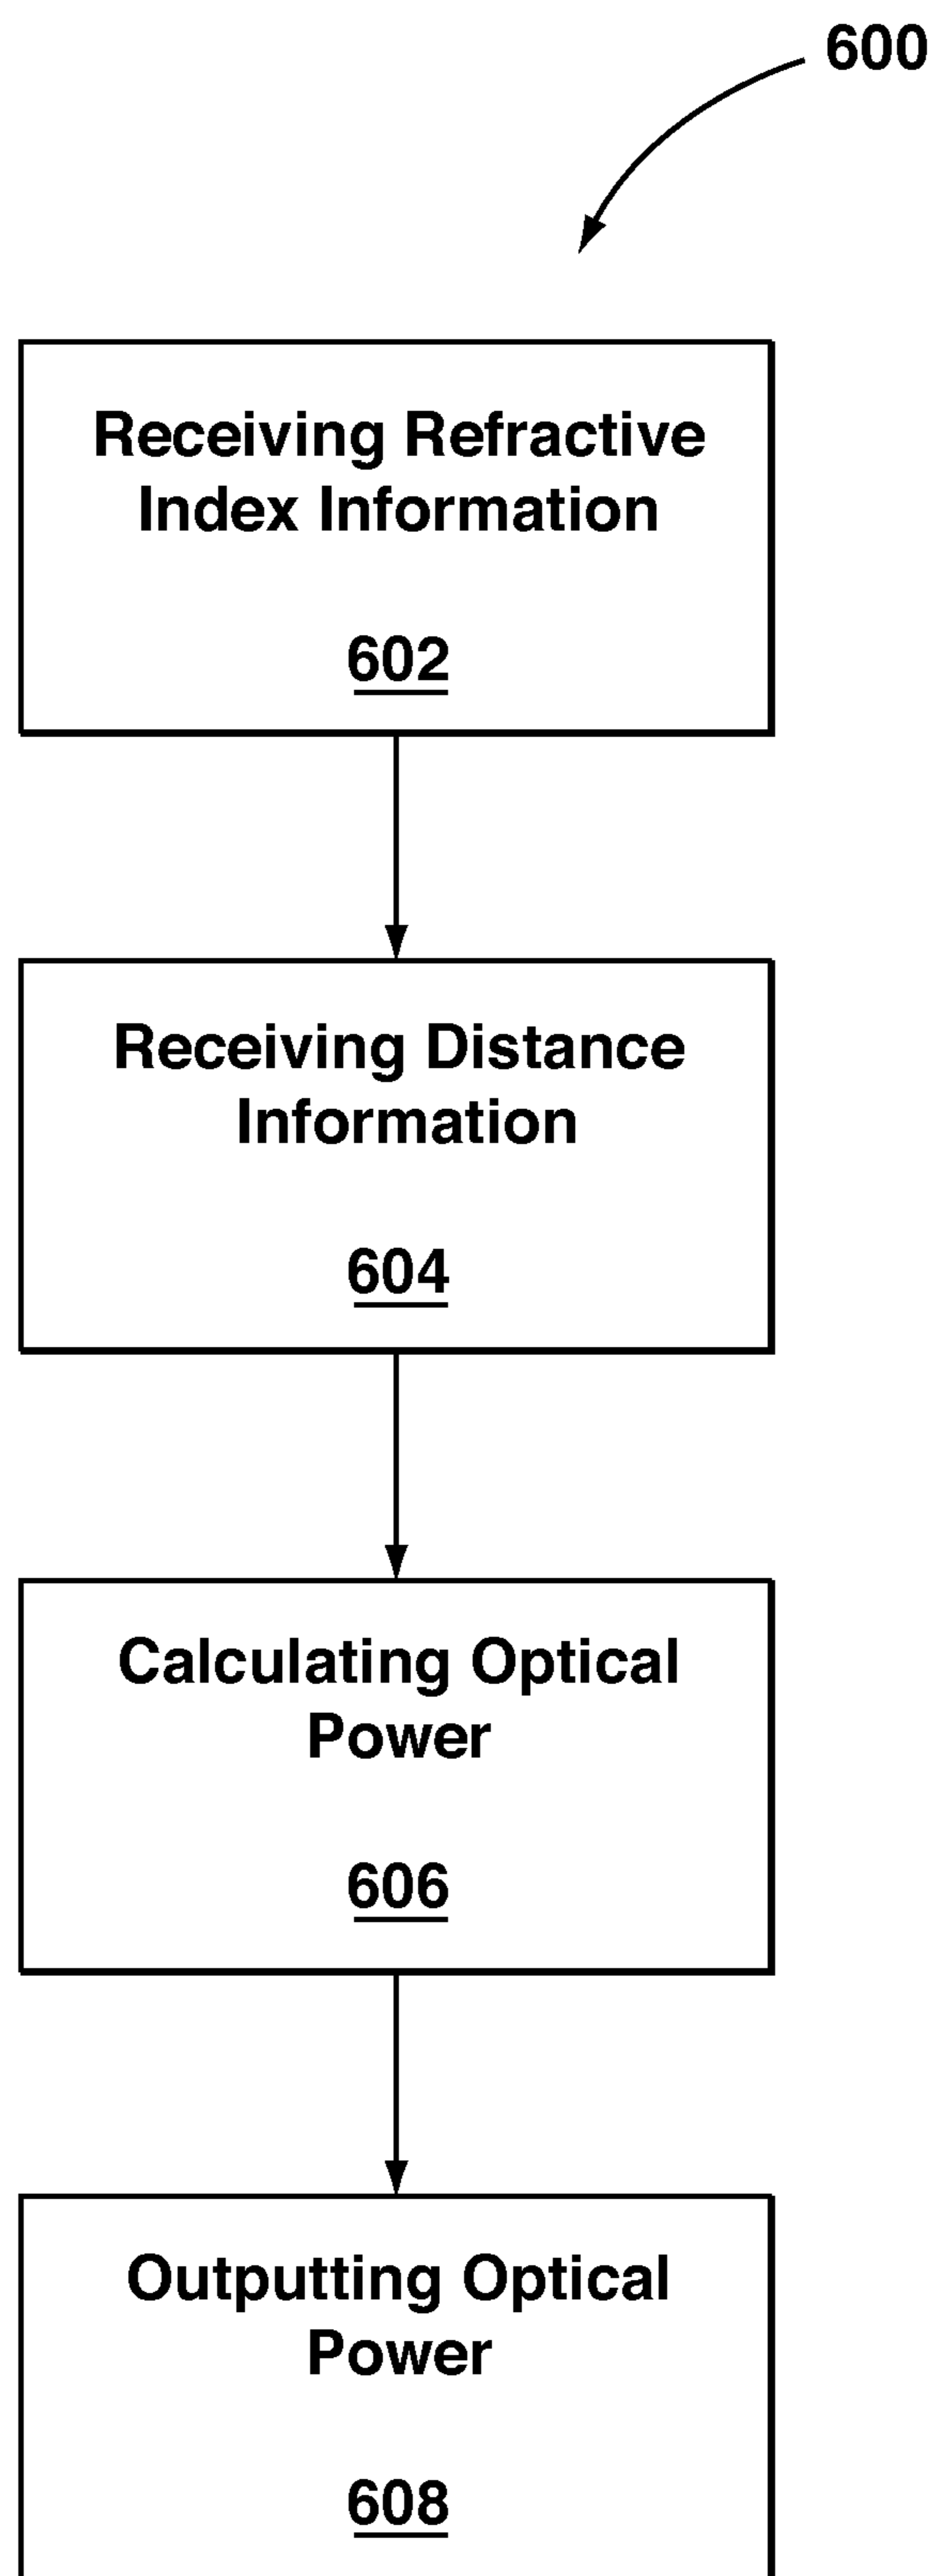 600
Receiving Refractive
Index Information
602
Receiving Distance
Information
604
Calculating Optical
Power
606
Outputting Optical
Power
608